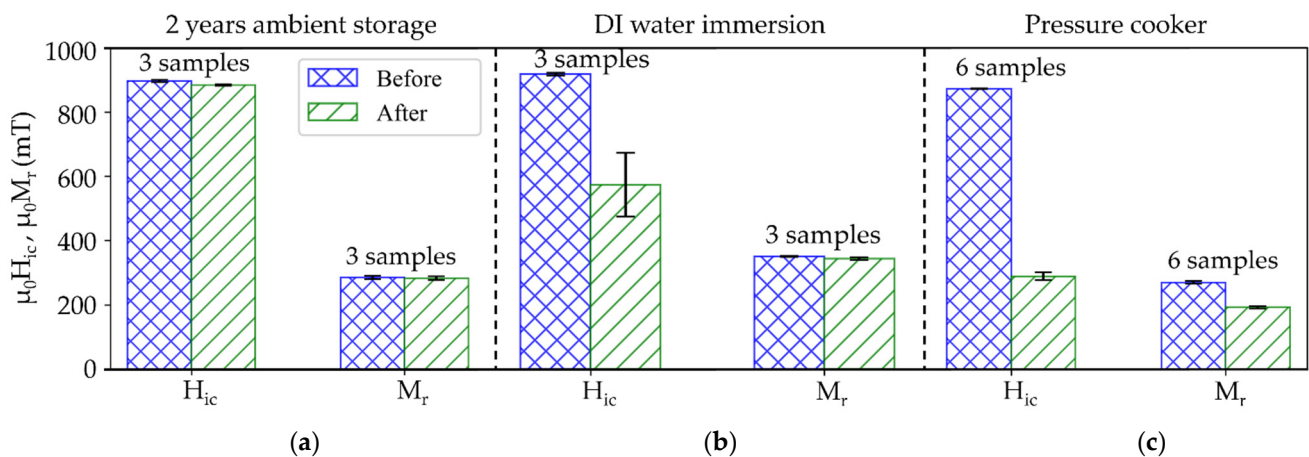 2 years ambient storage
DI water immersion
Pressure cooker
μ₀Hᵢc, μ₀Mᵣ (mT)
1000
800
600
400
200
0
3 samples
3 samples
Before
After
3 samples
3 samples
6 samples
6 samples
Hᵢc
Mᵣ
Hᵢc
Mᵣ
Hᵢc
Mᵣ
(a)
(b)
(c)